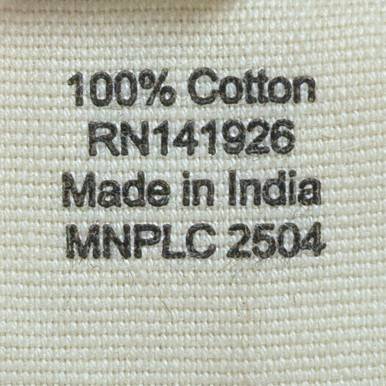 100% Cotton
RN141926
Made in India
MNPLC 2504